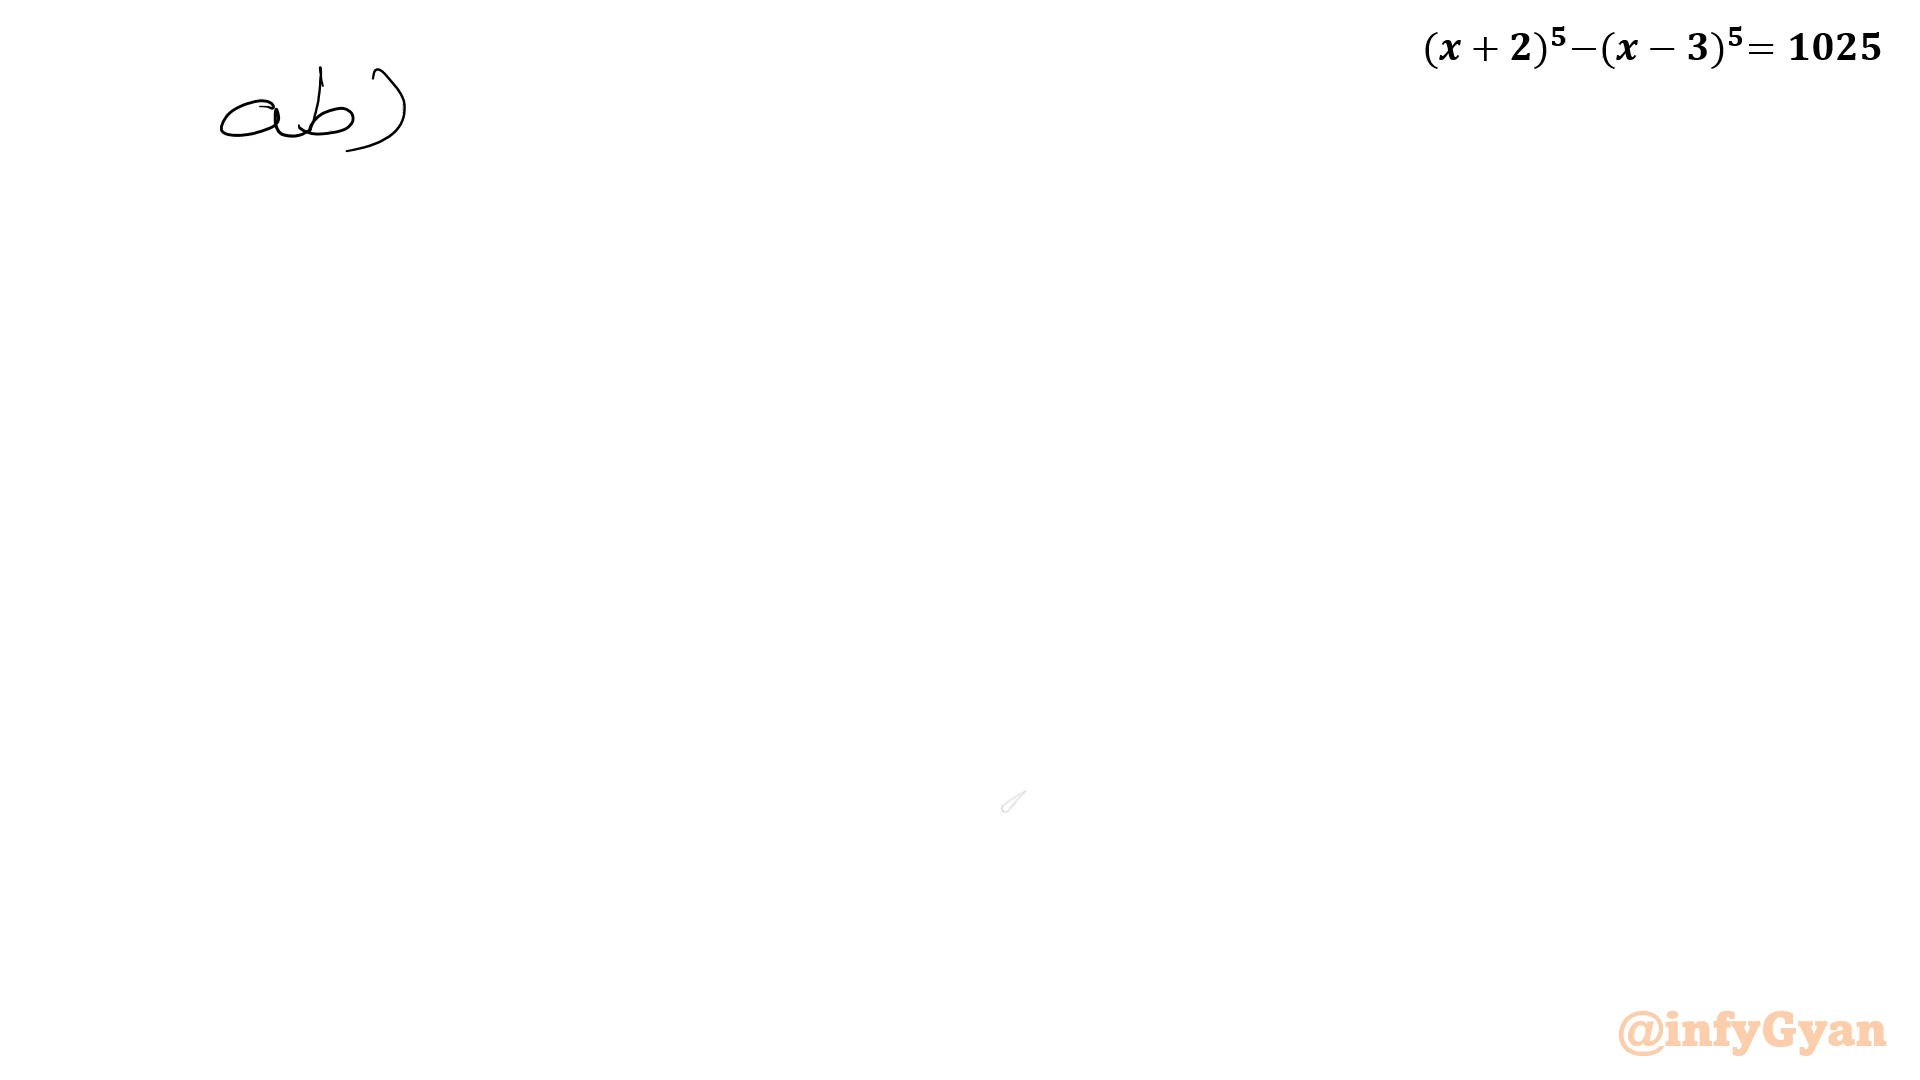 (x + 2)⁵−(x − 3)⁵= 1025
ab)
@infyGyan